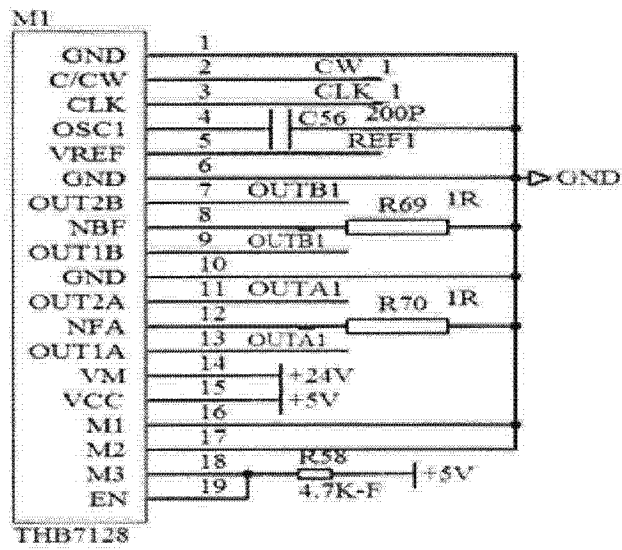 M1
GND 1
C/CW 2 CW_1
CLK 3 CLK_1
OSC1 4 C56 200P
VREF 5 REF1
GND 6 GND
OUT2B 7 OUTB1
NBF 8 R69 1R
OUT1B 9 OUTB1
GND 10
OUT2A 11 OUTA1
NFA 12 R70 1R
OUT1A 13 OUTA1
VM 14 +24V
VCC 15 +5V
M1 16
M2 17
M3 18 R58 +5V
EN 19 4.7K-F
THB7128